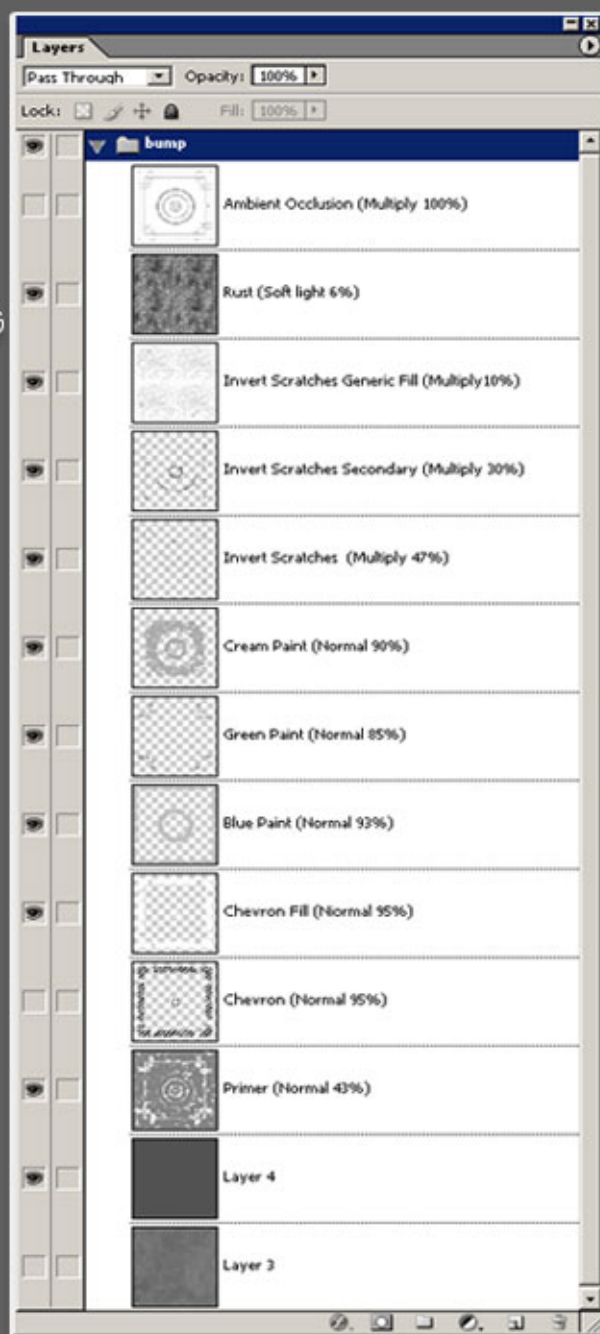 Layers
Pass Through Opacity: 100%
Lock: Fill: 100%
bump
Ambient Occlusion (Multiply 100%)
Rust (Soft light 6%)
Invert Scratches Generic Fill (Multiply10%)
Invert Scratches Secondary (Multiply 30%)
Invert Scratches (Multiply 47%)
Cream Paint (Normal 90%)
Green Paint (Normal 85%)
Blue Paint (Normal 93%)
Chevron Fill (Normal 95%)
Chevron (Normal 95%)
Primer (Normal 43%)
Layer 4
Layer 3